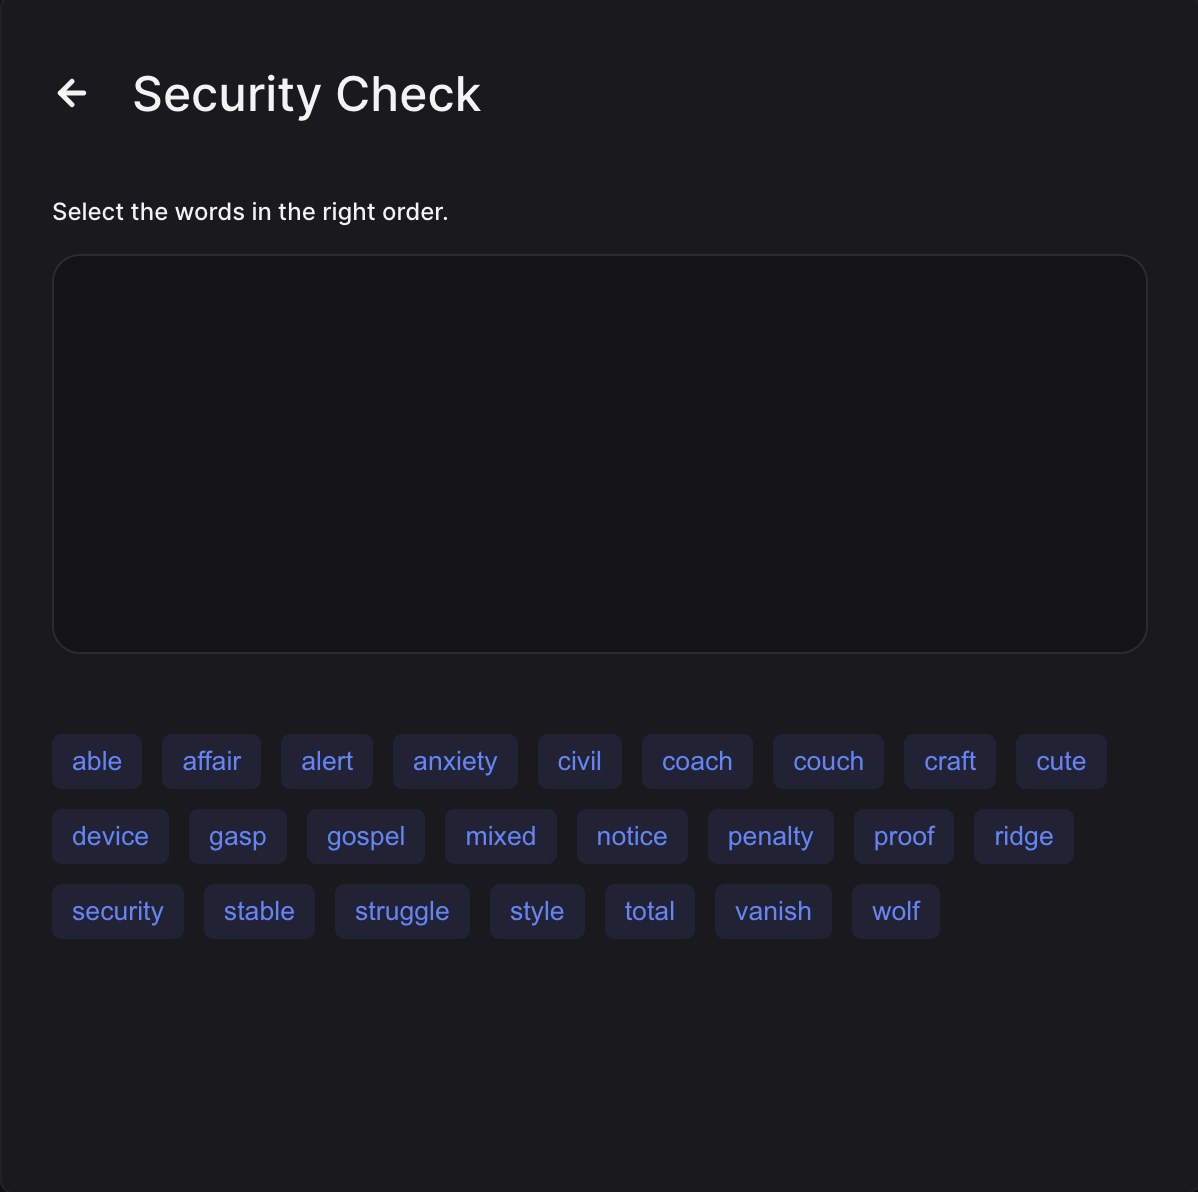 Security Check
Select the words in the right order.
able affair alert anxiety civil coach couch craft cute
device gasp gospel mixed notice penalty proof ridge
security stable struggle style total vanish wolf